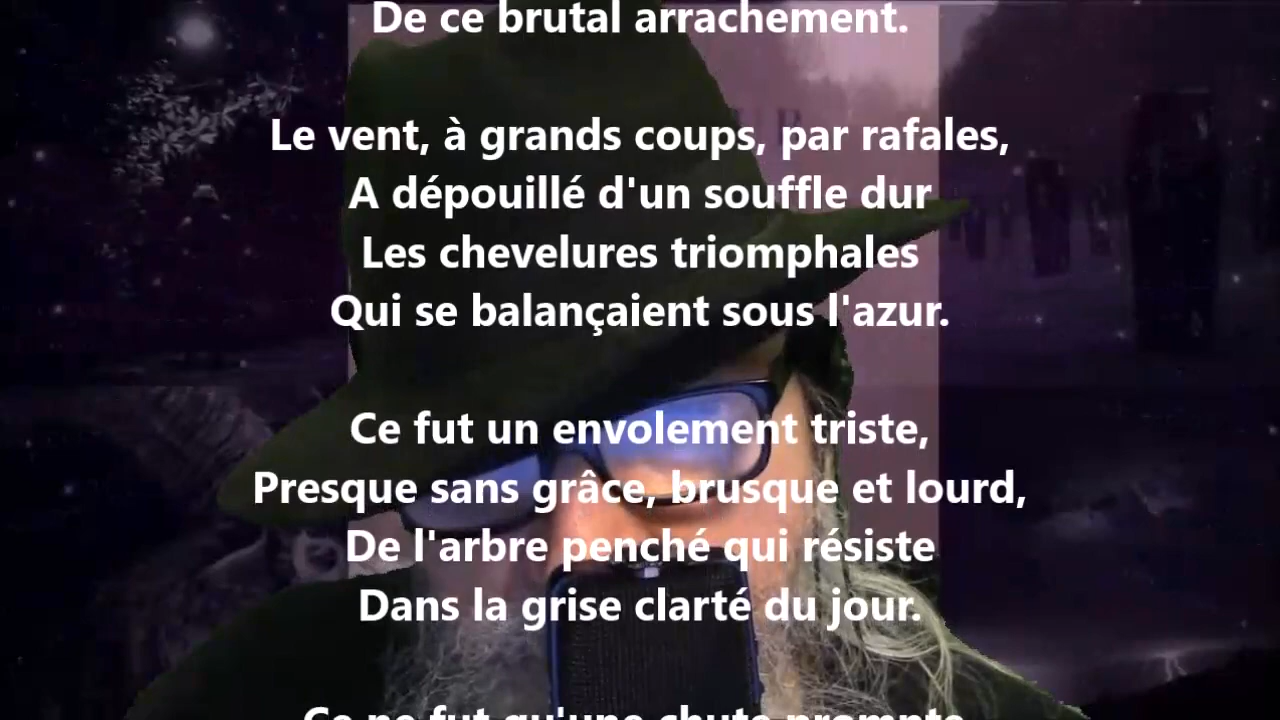 De ce brutal arrachement.
Le vent, à grands coups, par rafales,
A dépouillé d'un souffle dur
Les chevelures triomphales
Qui se balançaient sous l'azur.
Ce fut un envolement triste,
Presque sans grâce, brusque et lourd,
De l'arbre penché qui résiste
Dans la grise clarté du jour.
Ce ne fut qu'une chute prompte